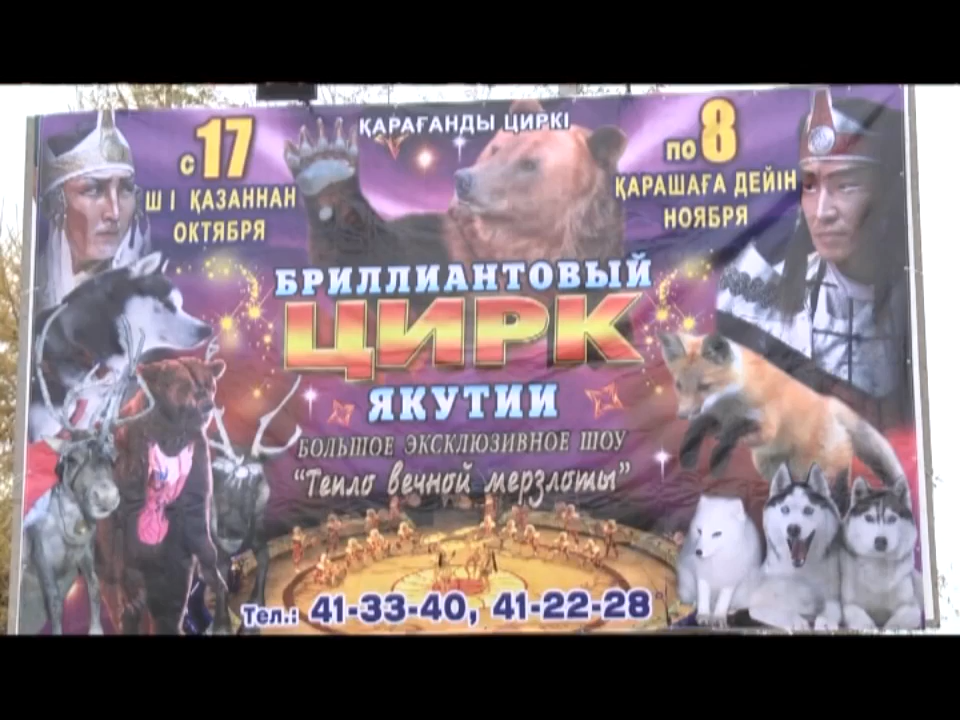 ҚАРАҒАНДЫ ЦИРКІ
с 17
Ш І ҚАЗАННАН
ОКТЯБРЯ
по 8
ҚАРАШАҒА ДЕЙІН
НОЯБРЯ
БРИЛЛИАНТОВЫЙ
ЦИРК
ЯКУТИИ
БОЛЬШОЕ ЭКСКЛЮЗИВНОЕ ШОУ
"Тепло вечной мерзлоты"
Тел.: 41-33-40, 41-22-28